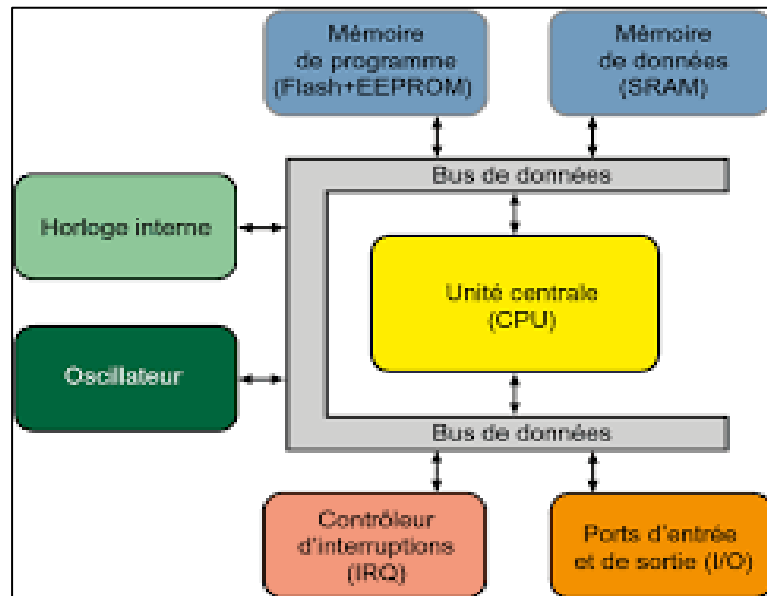 Mémoire
de programme
(Flash+EEPROM)
Mémoire
de données
(SRAM)
Bus de données
Horloge interne
Unité centrale
(CPU)
Oscillateur
Bus de données
Contrôleur
d'interruptions
(IRQ)
Ports d'entrée
et de sortie (I/O)